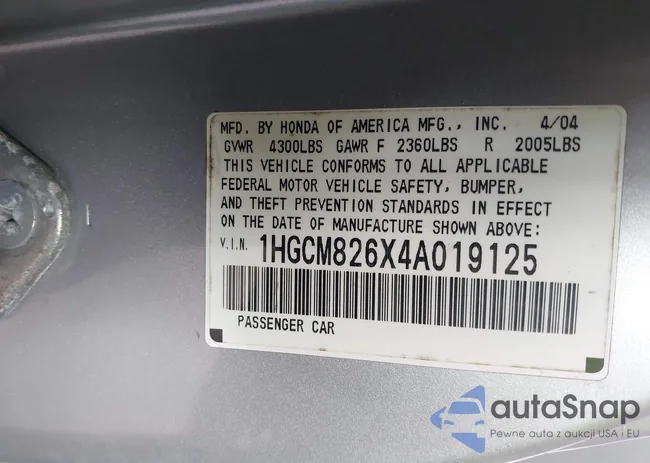 MFD. BY HONDA OF AMERICA MFG., INC. 4/04
GVWR 4300LBS GAWR F 2360LBS R 2005LBS
THIS VEHICLE CONFORMS TO ALL APPLICABLE
FEDERAL MOTOR VEHICLE SAFETY, BUMPER,
AND THEFT PREVENTION STANDARDS IN EFFECT
ON THE DATE OF MANUFACTURE SHOWN ABOVE:
V.I.N. 1HGCM826X4A019125
PASSENGER CAR
autaSnap
Pewne auta z aukcji USA i EU